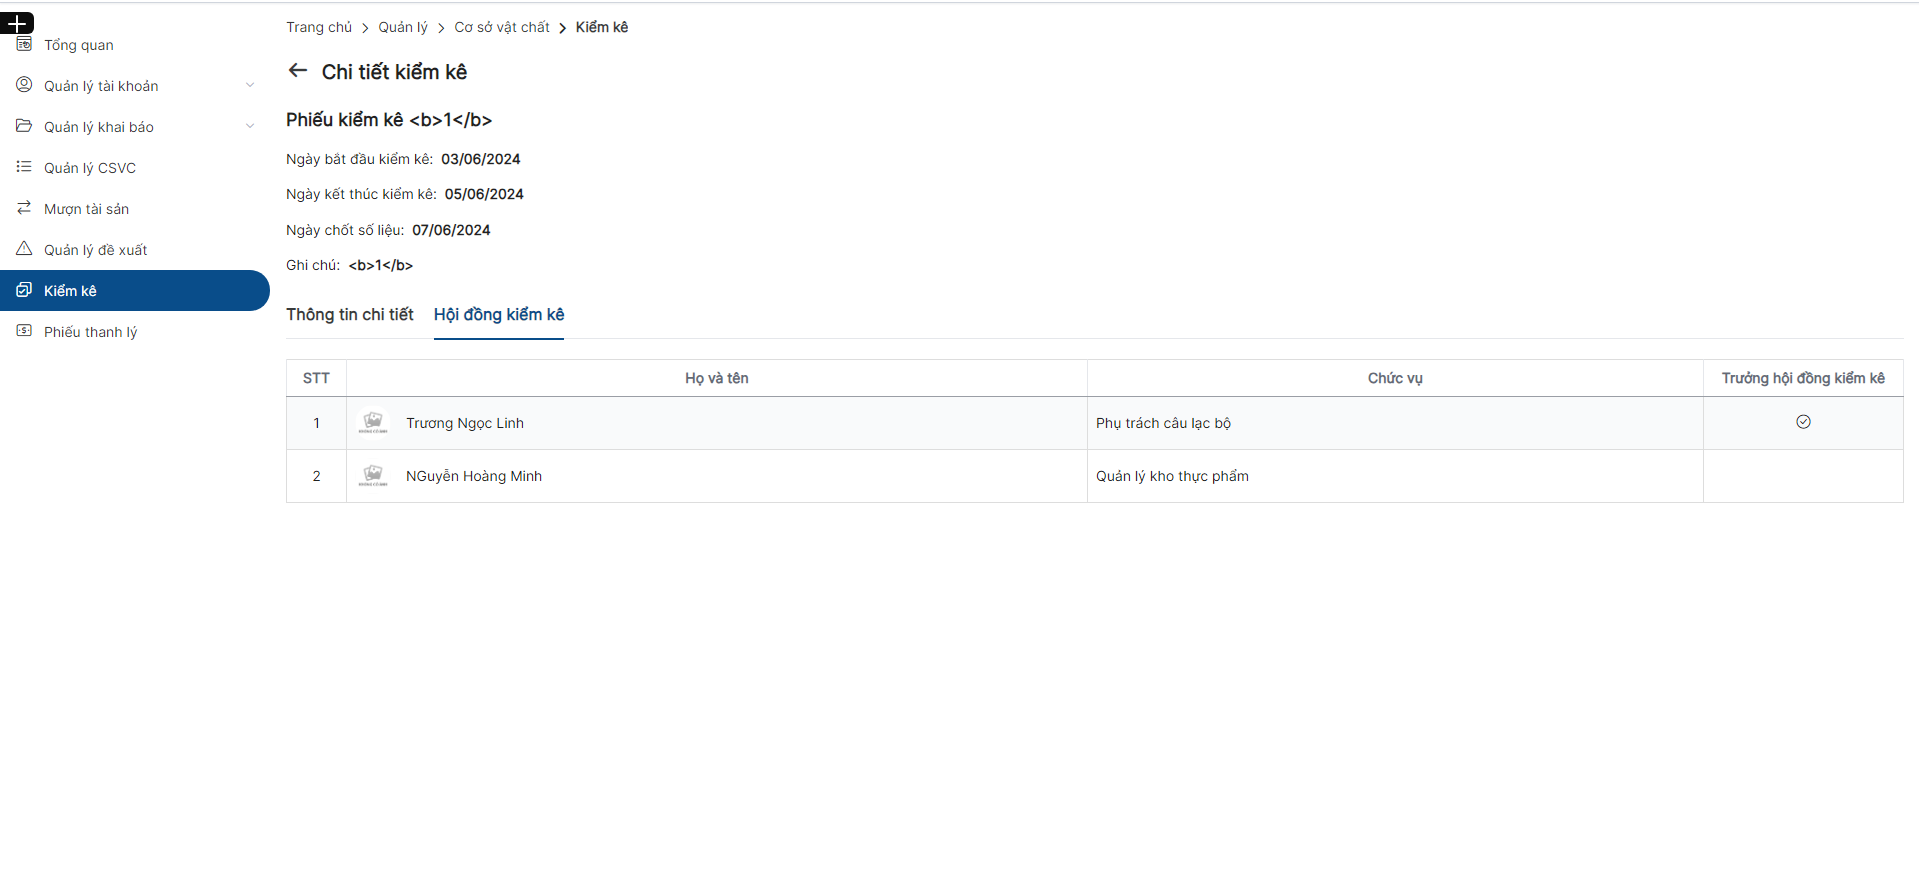 Trang chủ > Quản lý > Cơ sở vật chất > Kiểm kê
Tổng quan
Quản lý tài khoản
Quản lý khai báo
Quản lý CSVC
Mượn tài sản
Quản lý đề xuất
Kiểm kê
Phiếu thanh lý
Chi tiết kiểm kê
Phiếu kiểm kê <b>1</b>
Ngày bắt đầu kiểm kê: 03/06/2024
Ngày kết thúc kiểm kê: 05/06/2024
Ngày chốt số liệu: 07/06/2024
Ghi chú: <b>1</b>
Thông tin chi tiết Hội đồng kiểm kê
STT Họ và tên Chức vụ Trưởng hội đồng kiểm kê
1 Trương Ngọc Linh Phụ trách câu lạc bộ
2 NGuyễn Hoàng Minh Quản lý kho thực phẩm